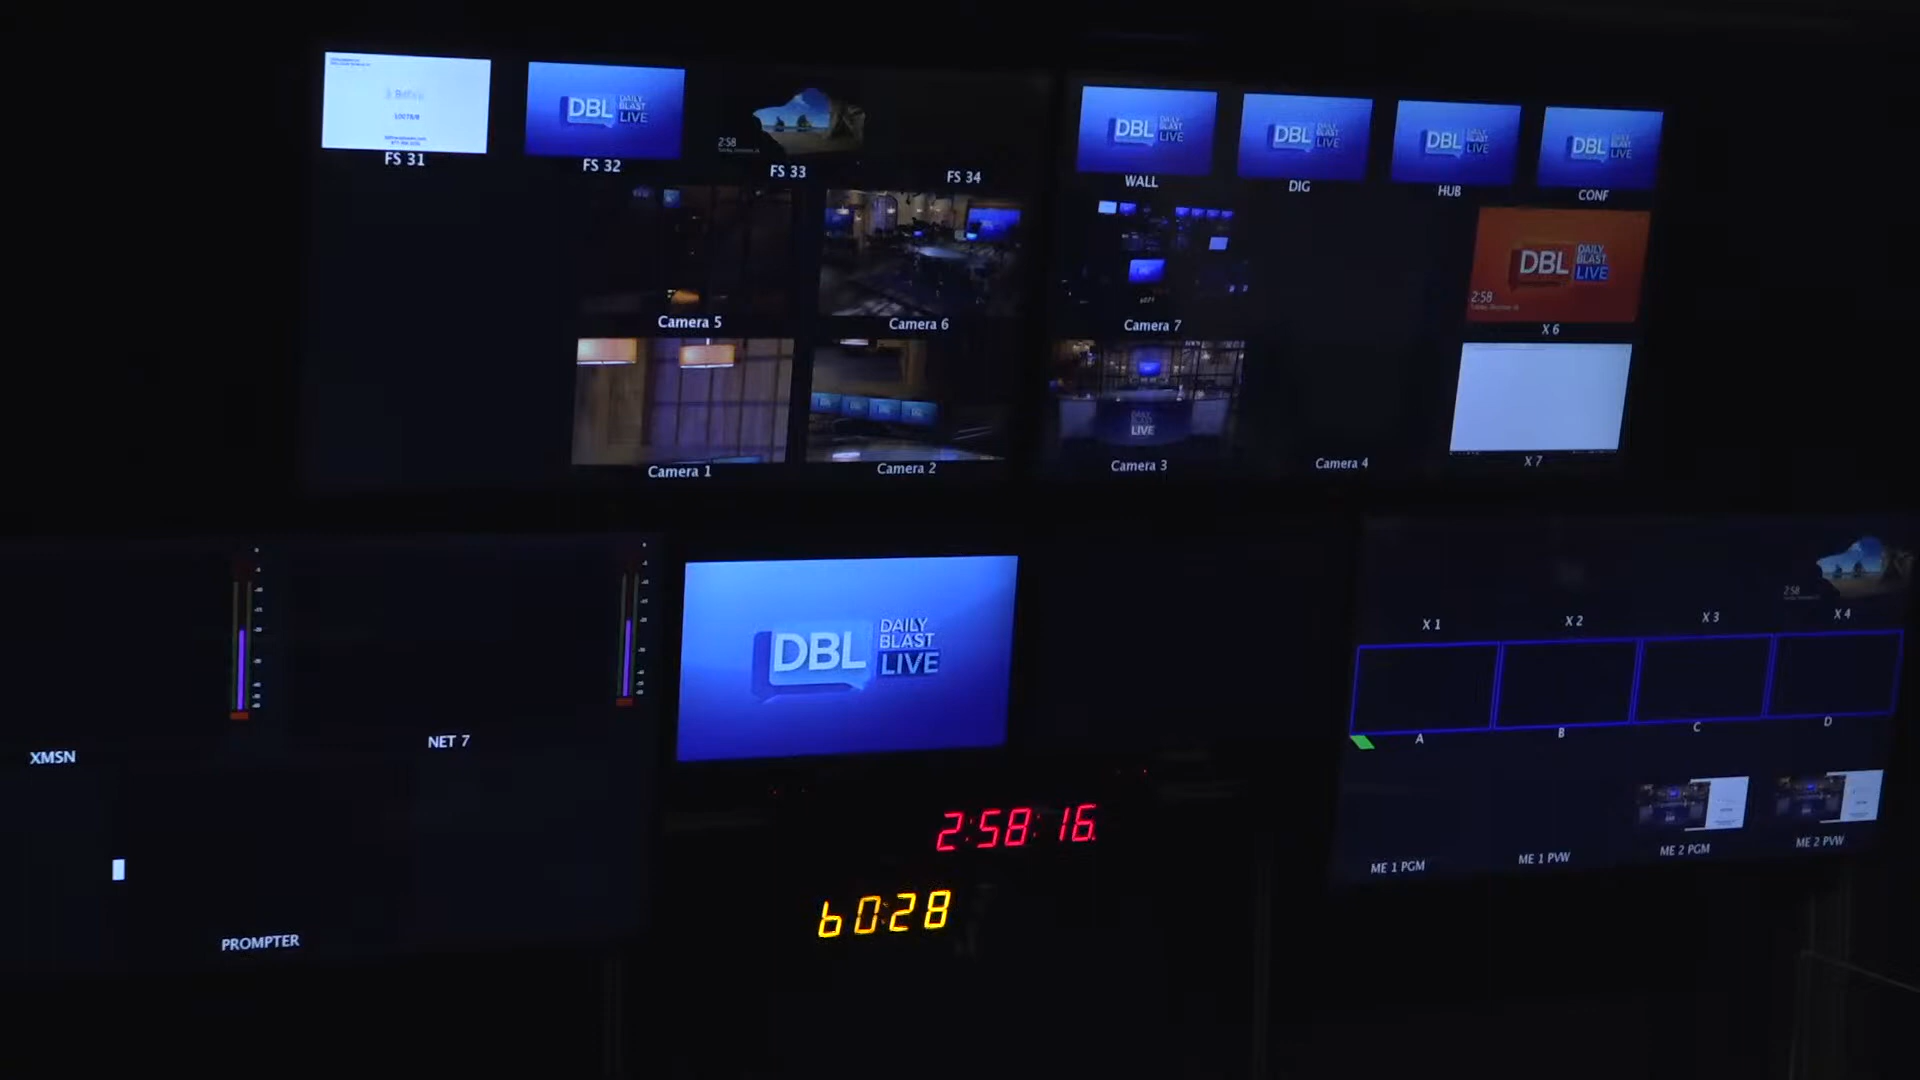 FS 31
DBL DAILY BLAST LIVE
FS 32
2:58
FS 33
FS 34
DBL DAILY BLAST LIVE
WALL
DBL DAILY BLAST LIVE
DIG
DBL DAILY BLAST LIVE
HUB
DBL DAILY BLAST LIVE
CONF
Camera 5
Camera 6
Camera 7
DBL DAILY BLAST LIVE
2:58
X 6
Camera 1
Camera 2
DAILY BLAST LIVE
Camera 3
Camera 4
X 7
XMSN
NET 7
PROMPTER
DBL DAILY
BLAST
LIVE
2:58:16
b0:28
X 1
X 2
X 3
2:58
X 4
A
B
C
D
ME 1 PGM
ME 1 PVW
ME 2 PGM
ME 2 PVW